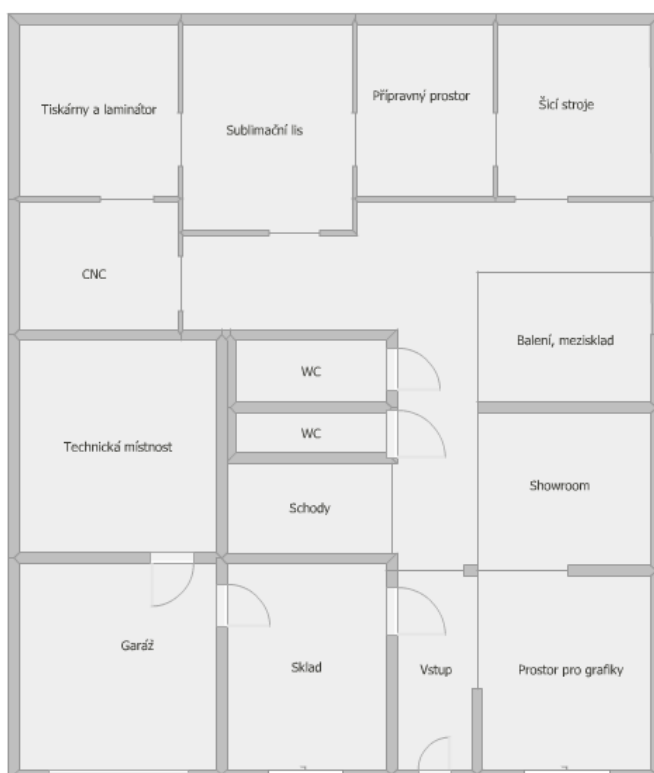 Tiskárny a laminátor
Sublimační lis
Přípravný prostor
Šicí stroje
CNC
Balení, mezisklad
WC
Technická místnost
WC
Showroom
Schody
Garáž
Sklad
Vstup
Prostor pro grafiky